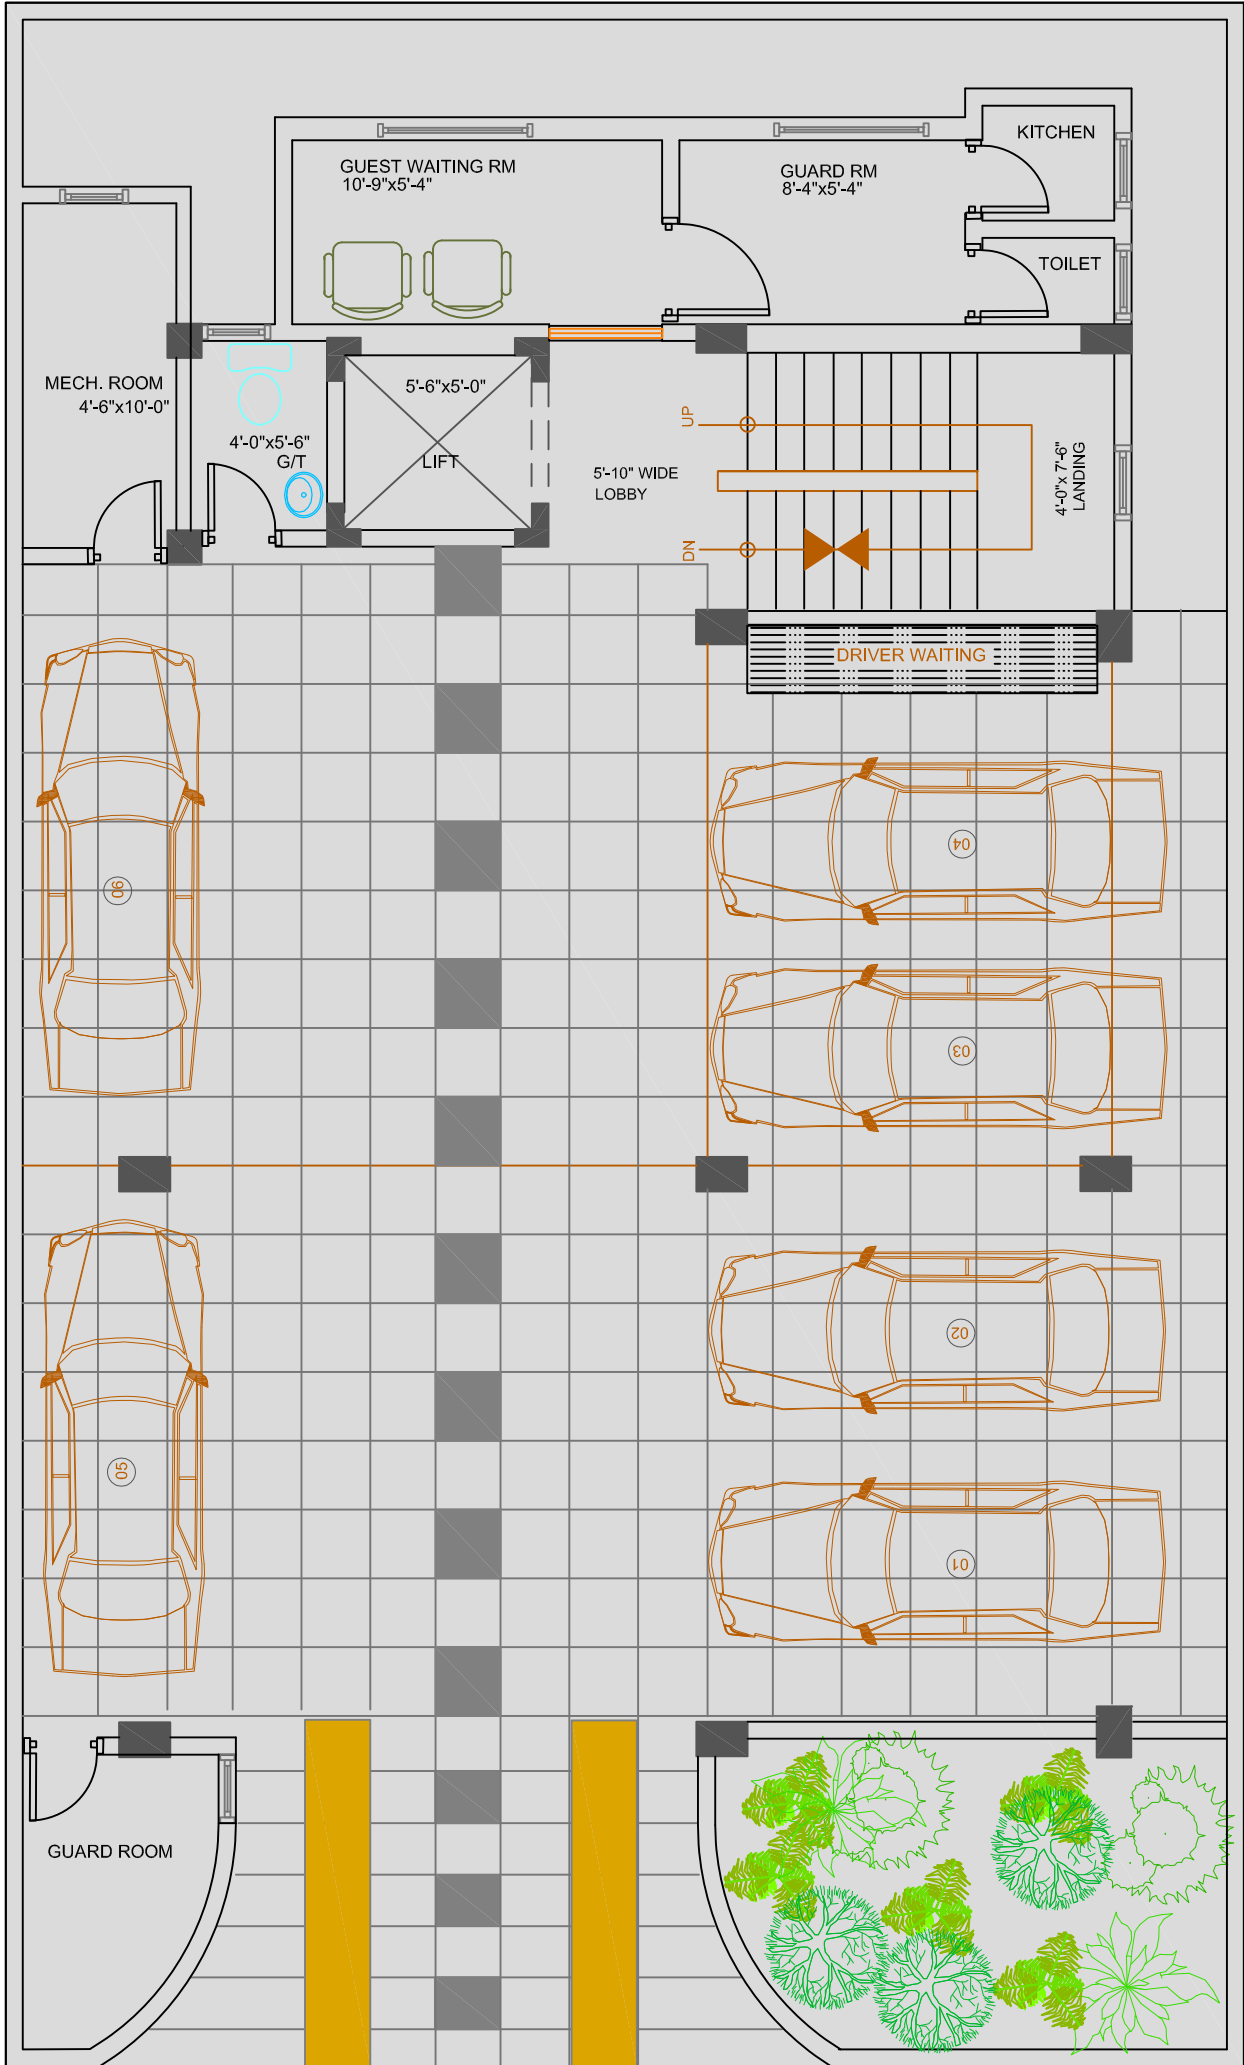 KITCHEN
GUEST WAITING RM
10'-9"x5'-4"
GUARD RM
8'-4"x5'-4"
TOILET
MECH. ROOM
4'-6"x10'-0"
5'-6"x5'-0"
LIFT
4'-0"x5'-6"
G/T
UP
5'-10" WIDE
LOBBY
4'-0"x 7'-6"
LANDING
DN
DRIVER WAITING
04
06
03
02
05
01
GUARD ROOM